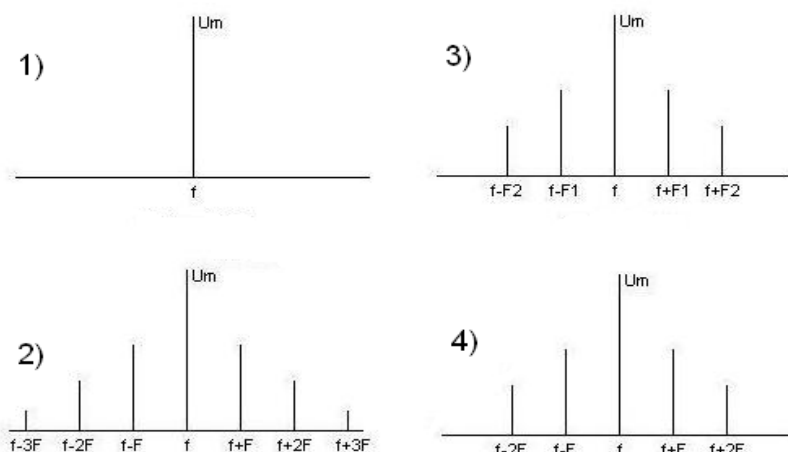 1)
Um
f
3)
Um
f-F2 f-F1 f f+F1 f+F2
2)
Um
f-3F f-2F f-F f f+F f+2F f+3F
4)
Um
f-2F f-F f f+F f+2F